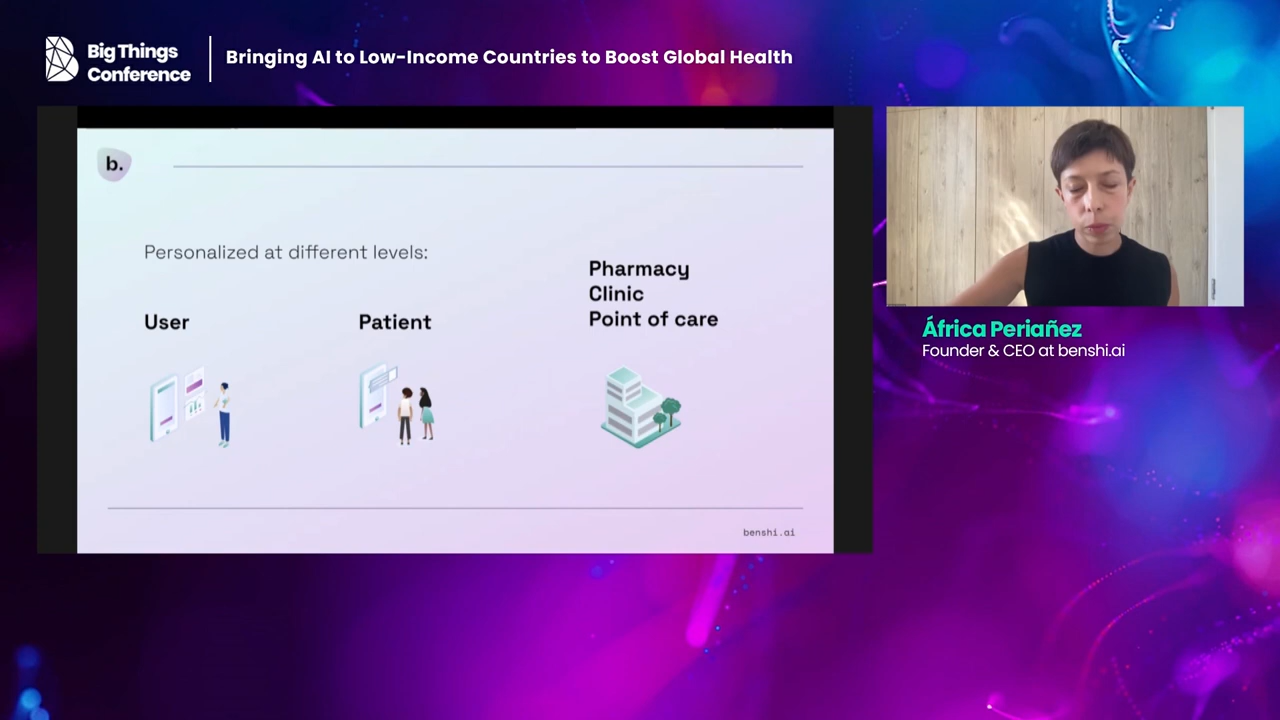 Big Things
Conference
Bringing AI to Low-Income Countries to Boost Global Health
b.
Personalized at different levels:
User
Patient
Pharmacy
Clinic
Point of care
benshi.ai
África Periañez
Founder & CEO at benshi.ai